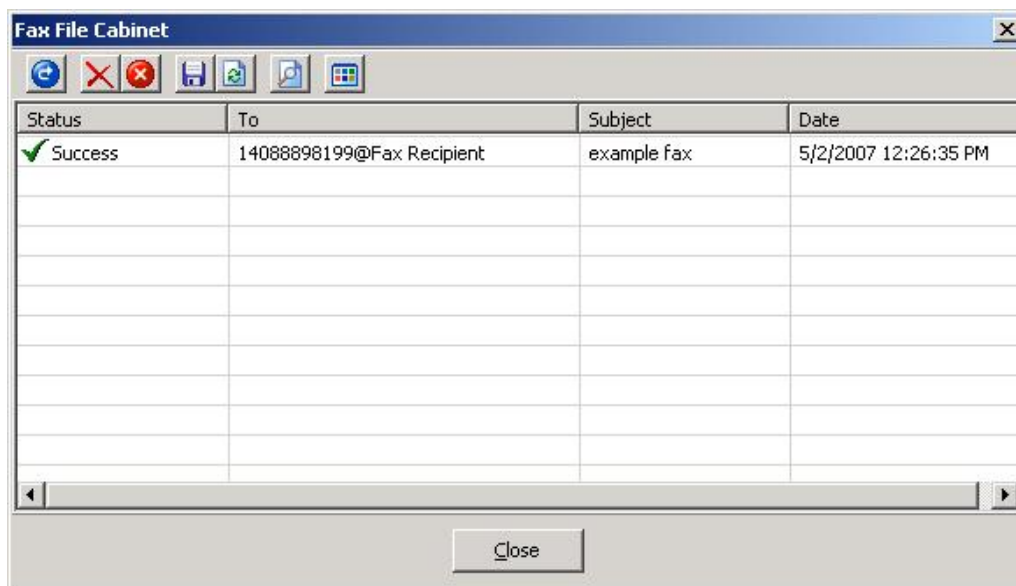 Fax File Cabinet
Status To Subject Date
Success 14088898199@Fax Recipient example fax 5/2/2007 12:26:35 PM
Close